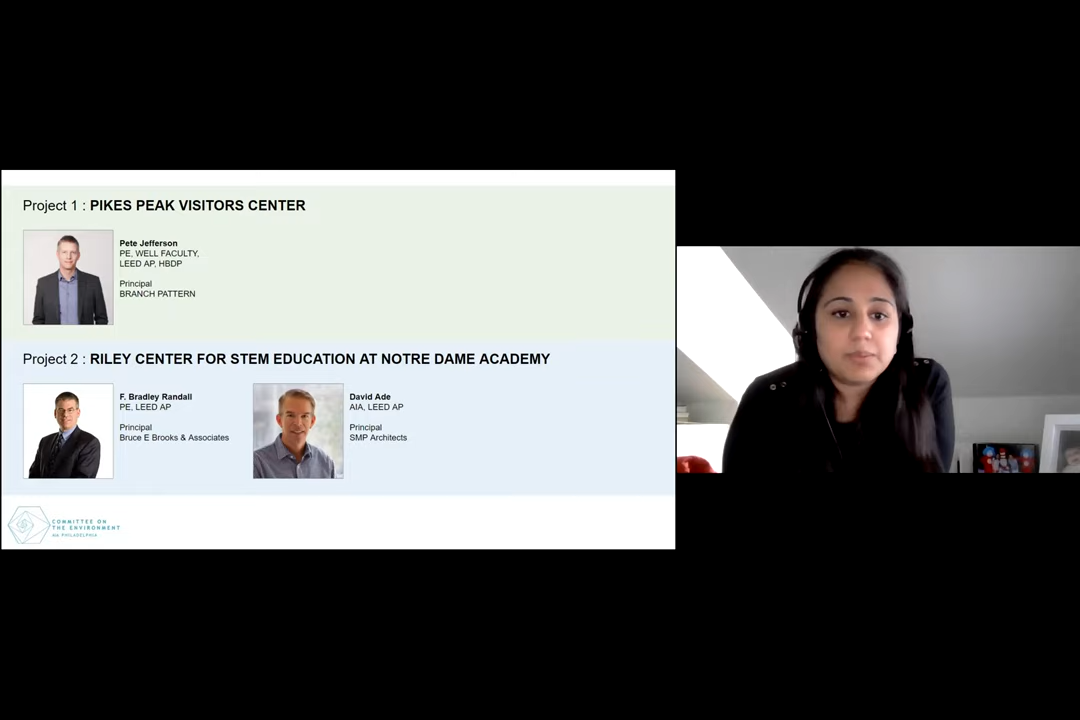 Project 1 : PIKES PEAK VISITORS CENTER
Pete Jefferson
PE, WELL FACULTY,
LEED AP, HBDP
Principal
BRANCH PATTERN
Project 2 : RILEY CENTER FOR STEM EDUCATION AT NOTRE DAME ACADEMY
F. Bradley Randall
PE, LEED AP
Principal
Bruce E Brooks & Associates
David Ade
AIA, LEED AP
Principal
SMP Architects
COMMITTEE ON
THE ENVIRONMENT
AIA PHILADELPHIA